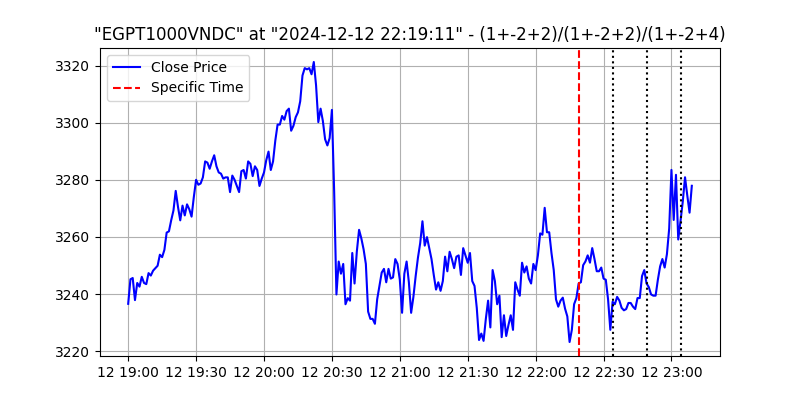 "EGPT1000VNDC" at "2024-12-12 22:19:11" - (1+-2+2)/(1+-2+2)/(1+-2+4)
Close Price
Specific Time
3320
3300
3280
3260
3240
3220
12 19:00 12 19:30 12 20:00 12 20:30 12 21:00 12 21:30 12 22:00 12 22:30 12 23:00